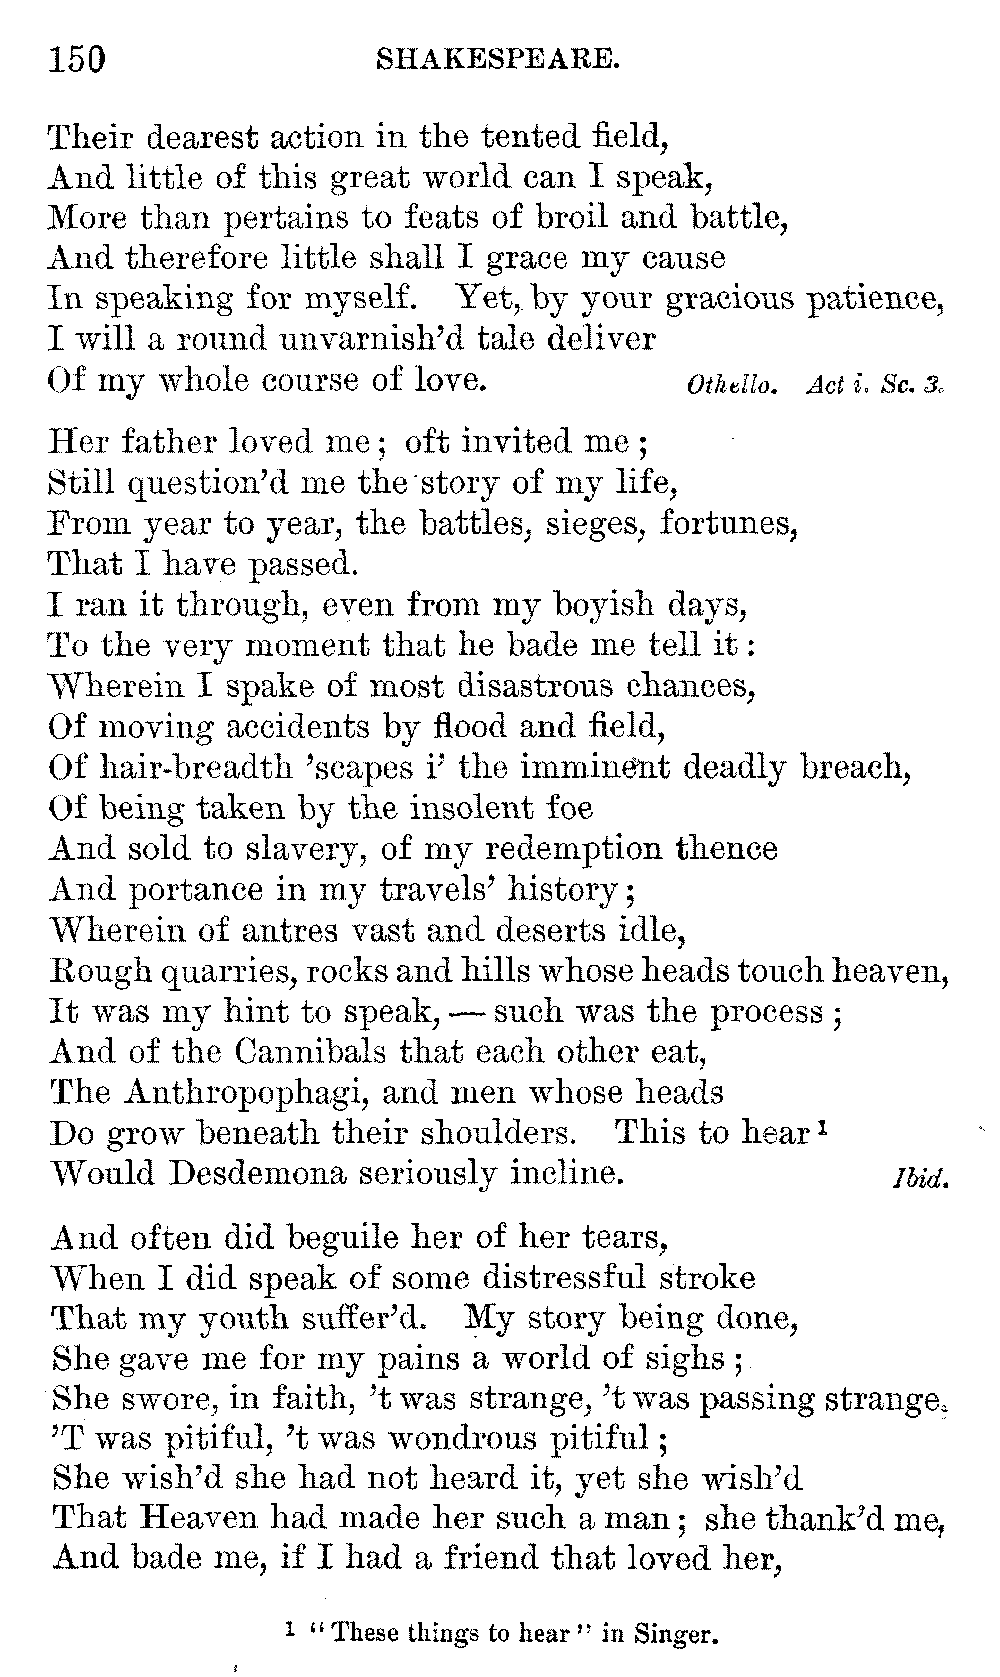 150 SHAKESPEARE.
Their dearest action in the tented field,
And little of this great world can I speak,
More than pertains to feats of broil and battle,
And therefore little shall I grace my cause
In speaking for myself. Yet, by your gracious patience,
I will a round unvarnish'd tale deliver
Of my whole course of love. Othello. Act i. Sc. 3.
Her father loved me; oft invited me;
Still question'd me the story of my life,
From year to year, the battles, sieges, fortunes,
That I have passed.
I ran it through, even from my boyish days,
To the very moment that he bade me tell it:
Wherein I spake of most disastrous chances,
Of moving accidents by flood and field,
Of hair-breadth 'scapes i' the imminent deadly breach,
Of being taken by the insolent foe
And sold to slavery, of my redemption thence
And portance in my travels' history;
Wherein of antres vast and deserts idle,
Rough quarries, rocks and hills whose heads touch heaven,
It was my hint to speak, — such was the process;
And of the Cannibals that each other eat,
The Anthropophagi, and men whose heads
Do grow beneath their shoulders. This to hear¹
Would Desdemona seriously incline. Ibid.
And often did beguile her of her tears,
When I did speak of some distressful stroke
That my youth suffer'd. My story being done,
She gave me for my pains a world of sighs;
She swore, in faith, 't was strange, 't was passing strange,
'T was pitiful, 't was wondrous pitiful;
She wish'd she had not heard it, yet she wish'd
That Heaven had made her such a man; she thank'd me,
And bade me, if I had a friend that loved her,
¹ "These things to hear" in Singer.